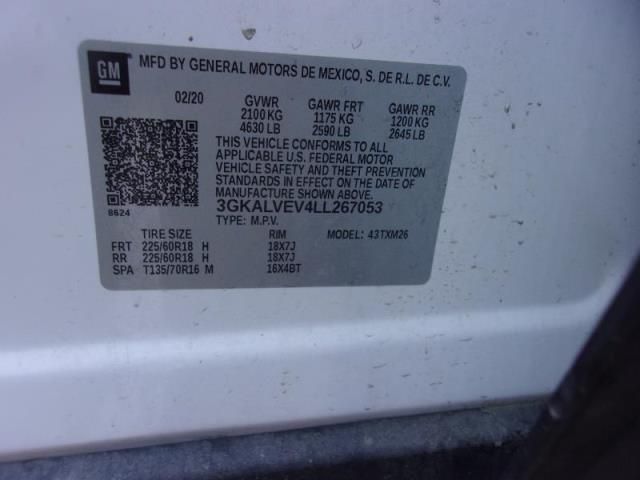 GM
MFD BY GENERAL MOTORS DE MEXICO, S. DE R.L. DE C.V.
02/20 GVWR GAWR FRT GAWR RR
2100 KG 1175 KG 1200 KG
4630 LB 2590 LB 2645 LB
THIS VEHICLE CONFORMS TO ALL
APPLICABLE U.S. FEDERAL MOTOR
VEHICLE SAFETY AND THEFT PREVENTION
STANDARDS IN EFFECT ON THE DATE OF
MANUFACTURE SHOWN ABOVE.
3GKALVEV4LL267053
8624
TYPE: M.P.V.
TIRE SIZE RIM MODEL: 43TXM26
FRT 225/60R18 H 18X7J
RR 225/60R18 H 18X7J
SPA T135/70R16 M 16X4BT